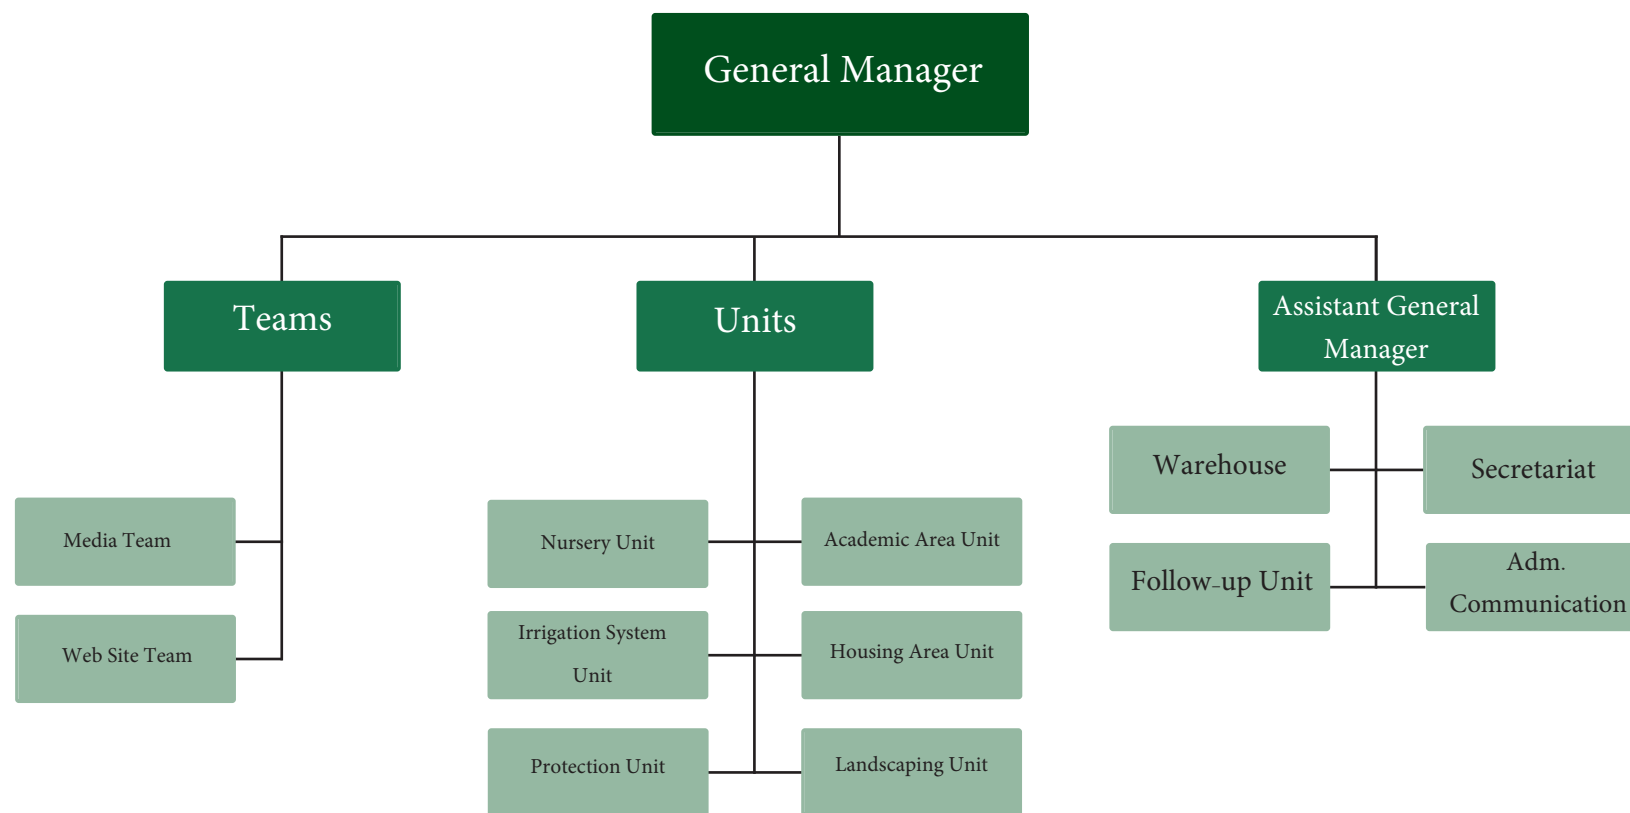 General Manager
Teams
Units
Assistant General
Manager
Warehouse
Secretariat
Follow-up Unit
Adm.
Communication
Media Team
Web Site Team
Nursery Unit
Academic Area Unit
Irrigation System
Unit
Housing Area Unit
Protection Unit
Landscaping Unit